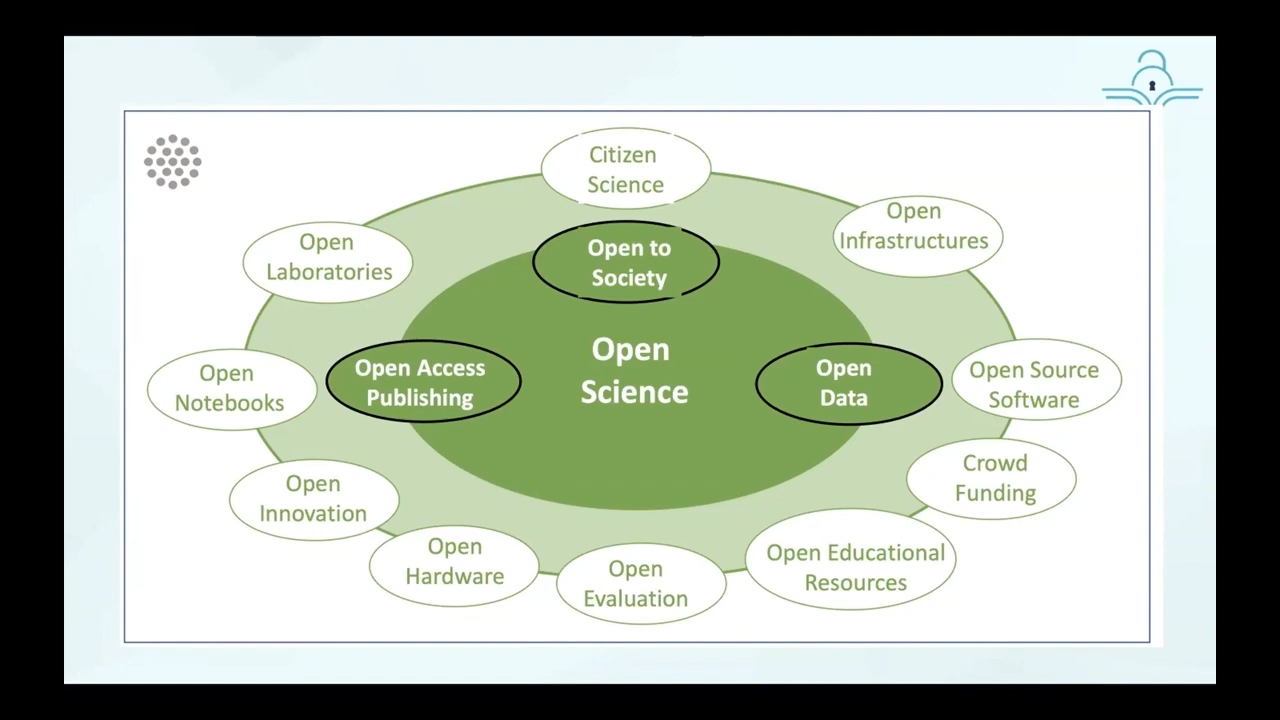 Citizen
Science
Open
Infrastructures
Open
Laboratories
Open to
Society
Open
Science
Open Access
Publishing
Open
Data
Open
Notebooks
Open Source
Software
Crowd
Funding
Open
Innovation
Open
Hardware
Open
Evaluation
Open Educational
Resources